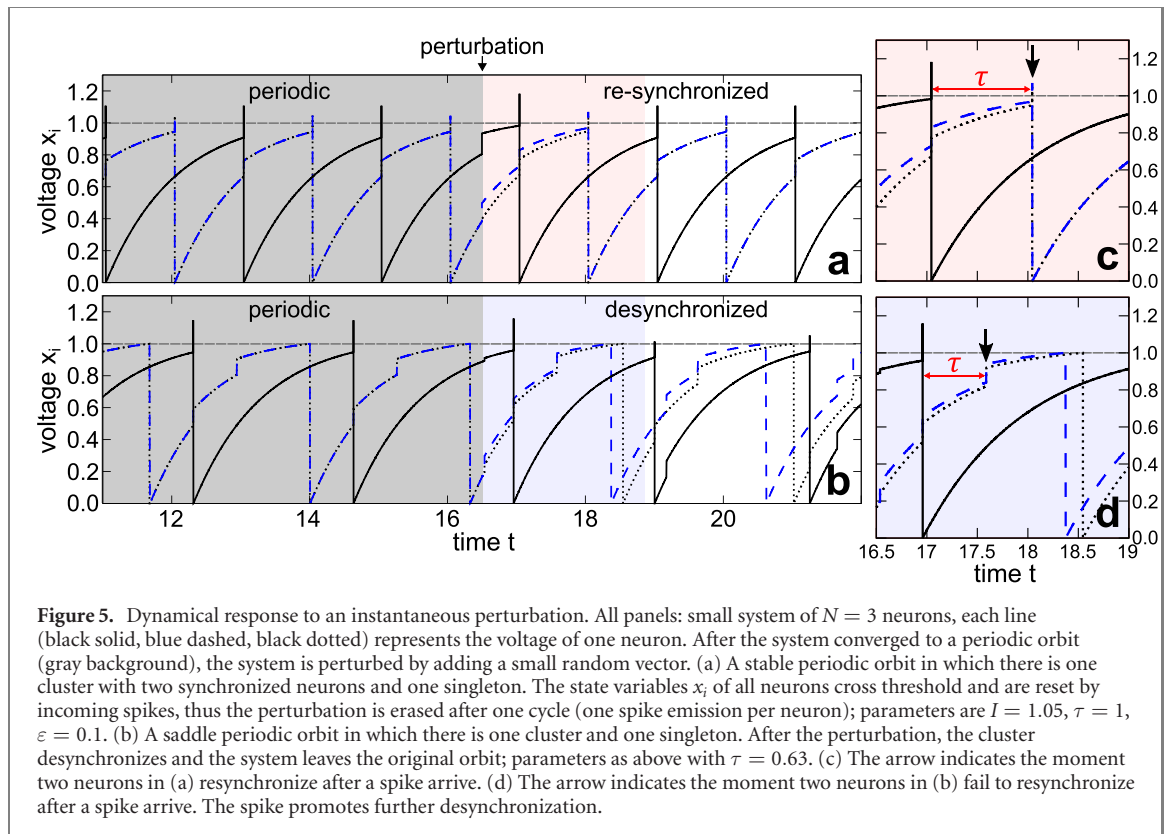 perturbation
periodic
re-synchronized
voltage xᵢ
1.2
1.0
0.8
0.6
0.4
0.2
0.0
12
14
16
18
20
a
periodic
desynchronized
voltage xᵢ
1.2
1.0
0.8
0.6
0.4
0.2
0.0
12
14
16
18
20
time t
b
τ
1.2
1.0
0.8
0.6
0.4
0.2
0.0
c
τ
1.2
1.0
0.8
0.6
0.4
0.2
0.0
d
16.5
17
17.5
18
18.5
19
time t
Figure 5. Dynamical response to an instantaneous perturbation. All panels: small system of N = 3 neurons, each line
(black solid, blue dashed, black dotted) represents the voltage of one neuron. After the system converged to a periodic orbit
(gray background), the system is perturbed by adding a small random vector. (a) A stable periodic orbit in which there is one
cluster with two synchronized neurons and one singleton. The state variables xᵢ of all neurons cross threshold and are reset by
incoming spikes, thus the perturbation is erased after one cycle (one spike emission per neuron); parameters are I = 1.05, τ = 1,
ε = 0.1. (b) A saddle periodic orbit in which there is one cluster and one singleton. After the perturbation, the cluster
desynchronizes and the system leaves the original orbit; parameters as above with τ = 0.63. (c) The arrow indicates the moment
two neurons in (a) resynchronize after a spike arrive. (d) The arrow indicates the moment two neurons in (b) fail to resynchronize
after a spike arrive. The spike promotes further desynchronization.